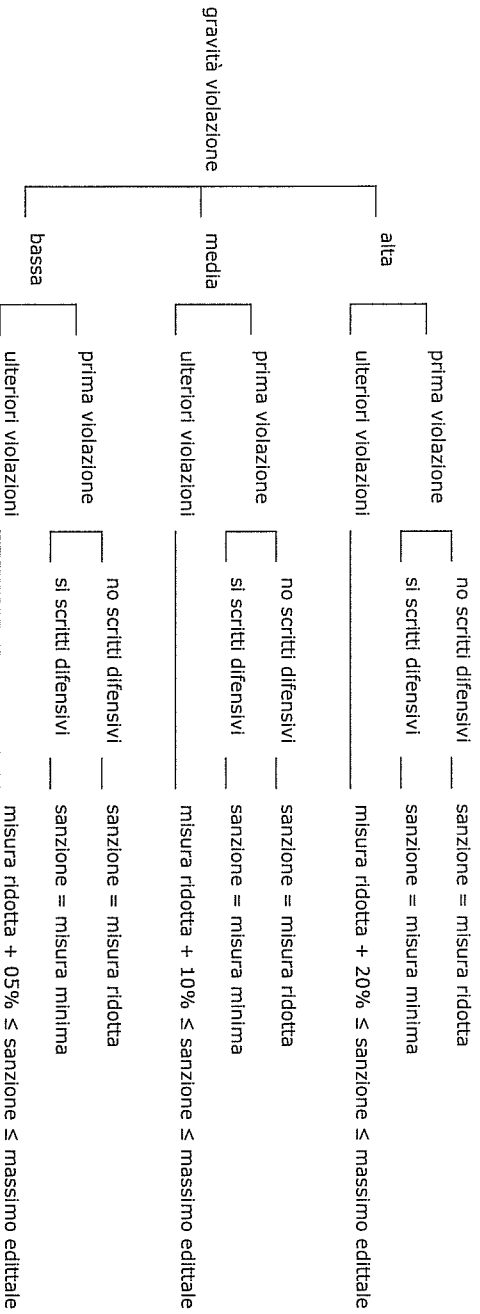 gravità violazione
alta
prima violazione
no scritti difensivi
sanzione = misura ridotta
si scritti difensivi
sanzione = misura minima
ulteriori violazioni
misura ridotta + 20% ≤ sanzione ≤ massimo edittale
media
prima violazione
no scritti difensivi
sanzione = misura ridotta
si scritti difensivi
sanzione = misura minima
ulteriori violazioni
misura ridotta + 10% ≤ sanzione ≤ massimo edittale
bassa
prima violazione
no scritti difensivi
sanzione = misura ridotta
si scritti difensivi
sanzione = misura minima
ulteriori violazioni
misura ridotta + 05% ≤ sanzione ≤ massimo edittale